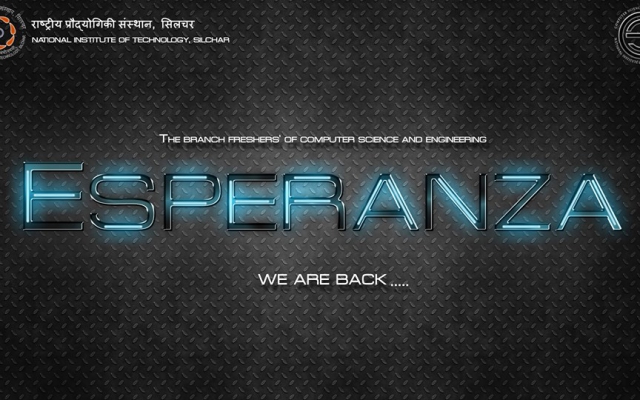 राष्ट्रीय प्रौद्योगिकी संस्थान, सिलचर
NATIONAL INSTITUTE OF TECHNOLOGY, SILCHAR
THE BRANCH FRESHERS' OF COMPUTER SCIENCE AND ENGINEERING
ESPERANZA
WE ARE BACK .....